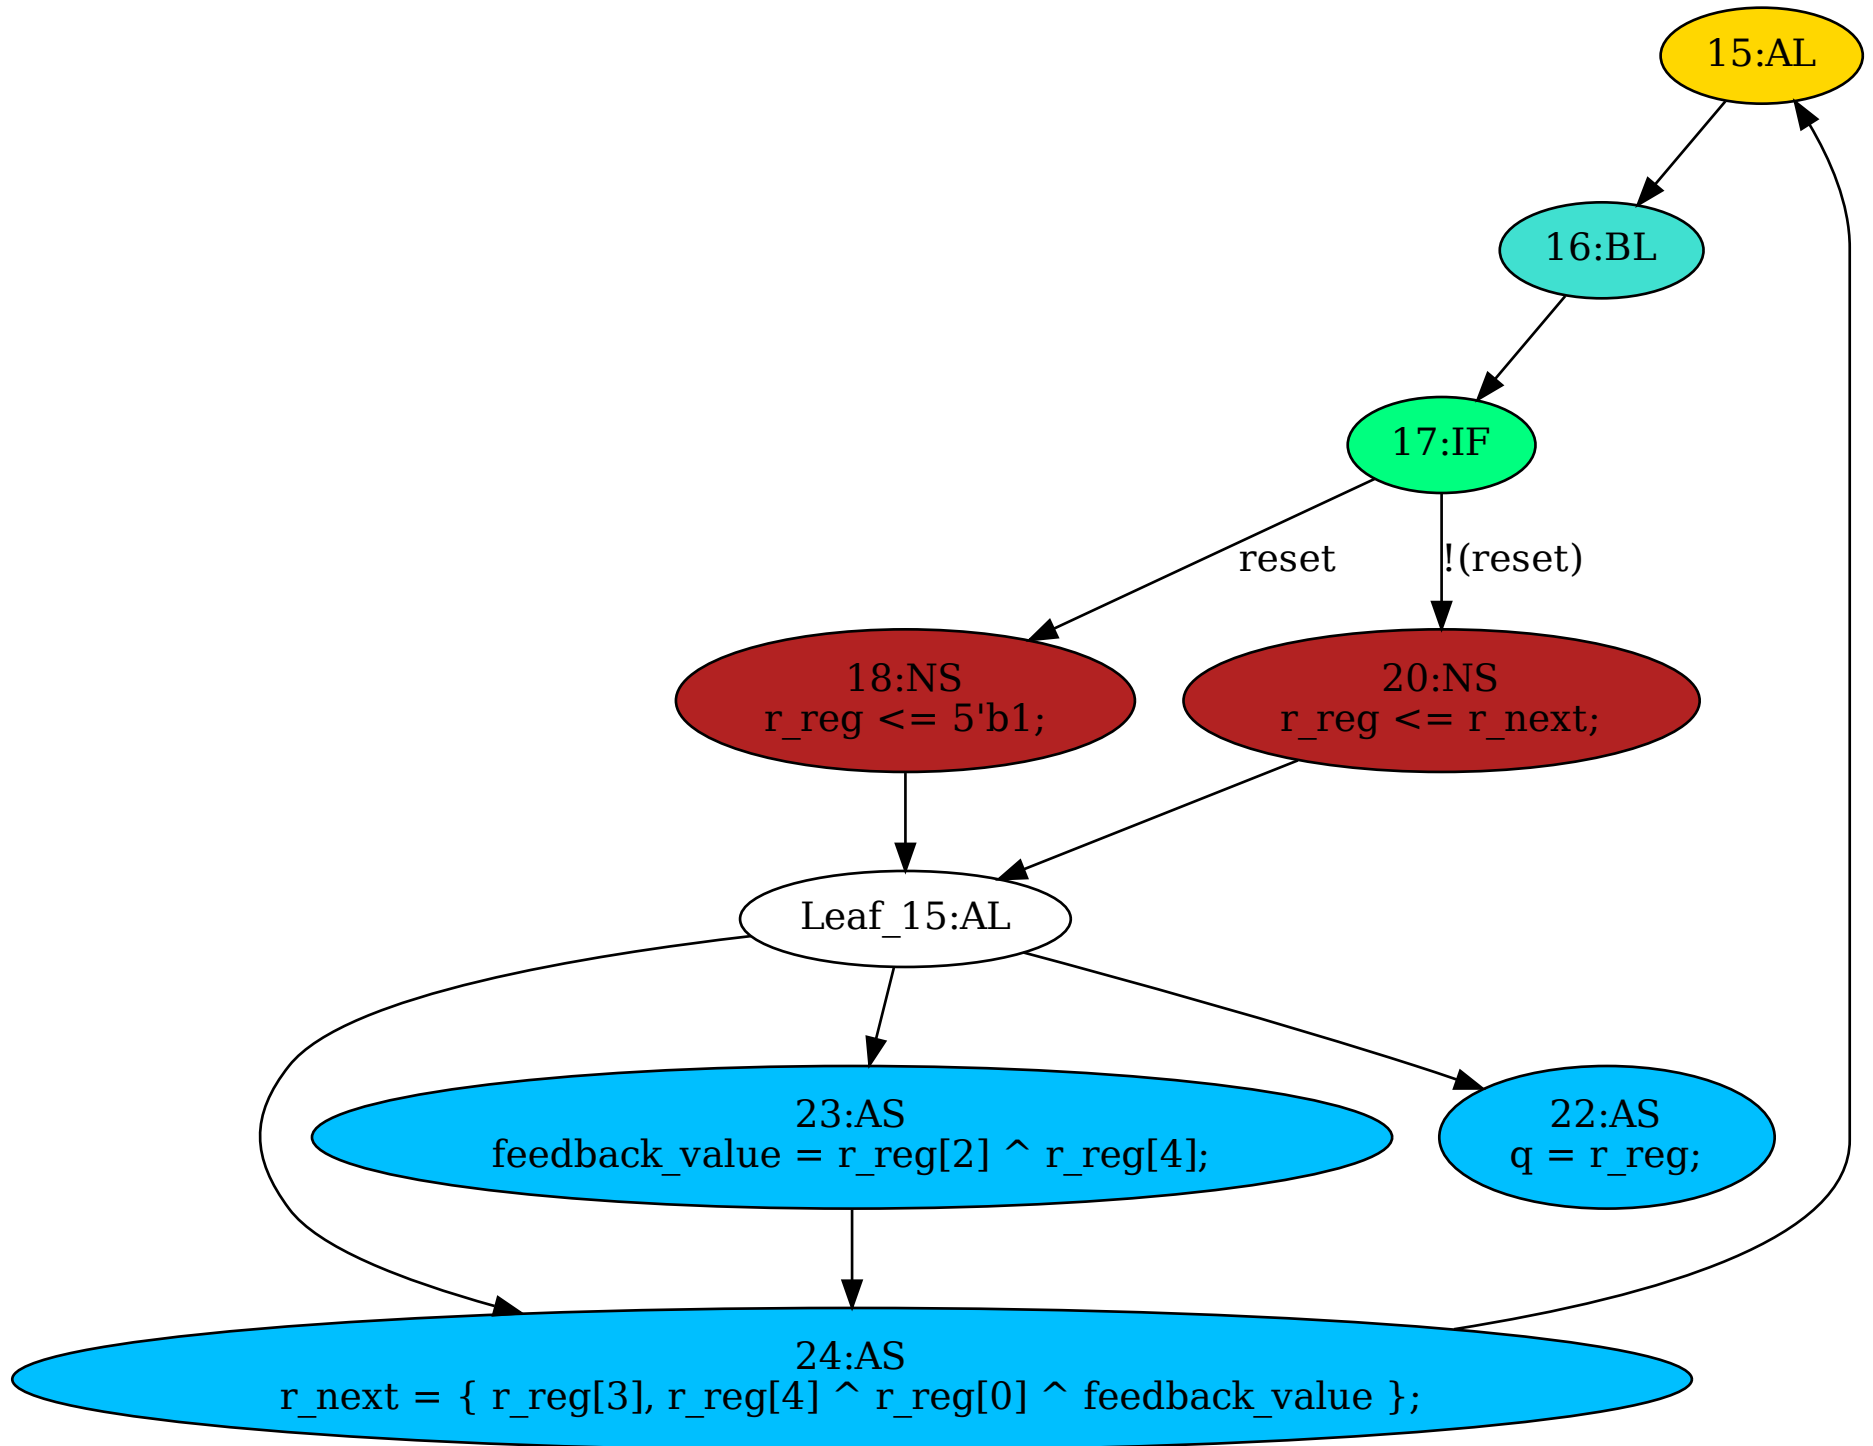 15:AL
16:BL
17:IF
reset
!(reset)
18:NS
r_reg <= 5'b1;
20:NS
r_reg <= r_next;
Leaf_15:AL
23:AS
feedback_value = r_reg[2] ^ r_reg[4];
22:AS
q = r_reg;
24:AS
r_next = { r_reg[3], r_reg[4] ^ r_reg[0] ^ feedback_value };